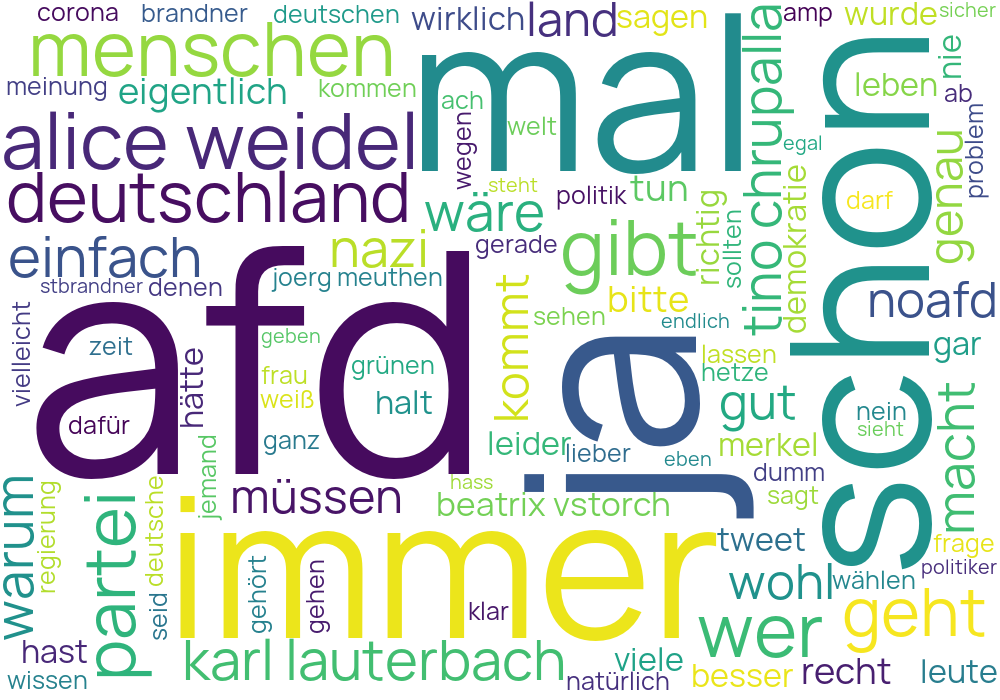 corona
brandner
deutschen
wirklich
land
sagen
amp
wurde
sicher
menschen
mal
tino chrupalla
schon
nie
meinung
eigentlich
kommen
ach
leben
ab
alice weidel
wegen
welt
egal
problem
deutschland
steht
politik
tun
richtig
sollten
demokratie
darf
genau
wäre
einfach
nazi
gerade
gibt
stbrandner
denen
joerg meuthen
bitte
noafd
afd
vielleicht
zeit
geben
grünen
kommt
sehen
endlich
ja
lassen
hetze
gar
hätte
frau
weiß
halt
gut
macht
dafür
ganz
leider
lieber
eben
merkel
nein
sieht
dumm
jemand
hass
sagt
warum
regierung
partei
seid
deutsche
müssen
beatrix vstorch
immer
tweet
frage
politiker
gehört
gehen
klar
wohl
wählen
wer
geht
hast
wissen
karl lauterbach
viele
natürlich
besser
recht
leute